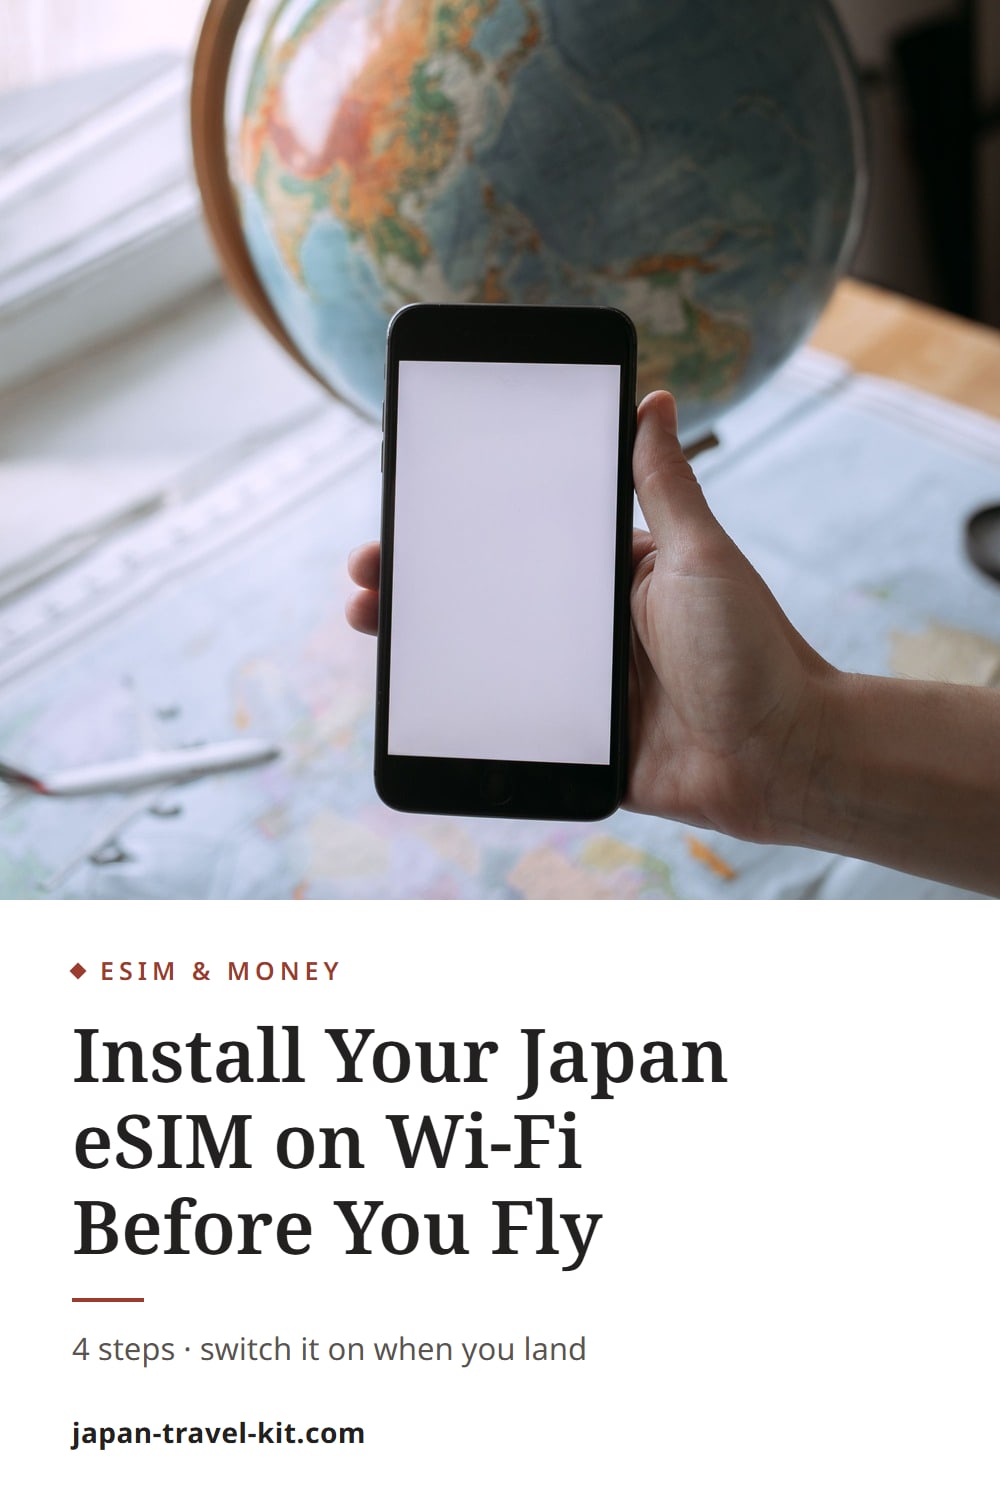 ESIM & MONEY
Install Your Japan
eSIM on Wi-Fi
Before You Fly
4 steps · switch it on when you land
japan-travel-kit.com